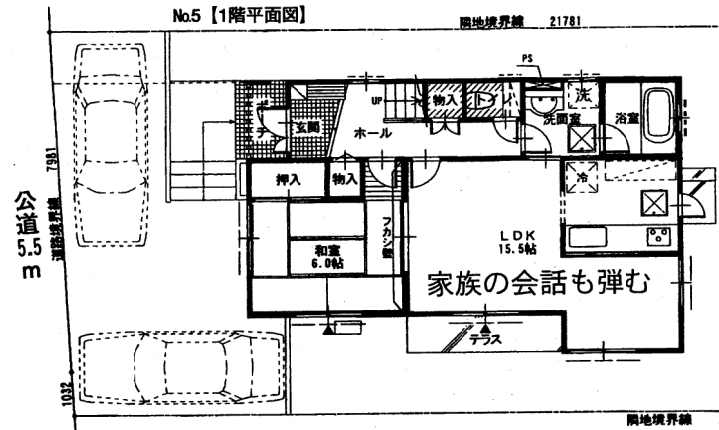 No.5【1階平面図】
隣地境界線 21781
PS
UP
物入
トイレ
洗
ポーチ
玄関
ホール
洗面室
浴室
7981
押入
物入
冷
公道5.5m
道路境界線
フカシ壁
LDK
15.5帖
和室
6.0帖
家族の会話も弾む
テラス
1032
隣地境界線